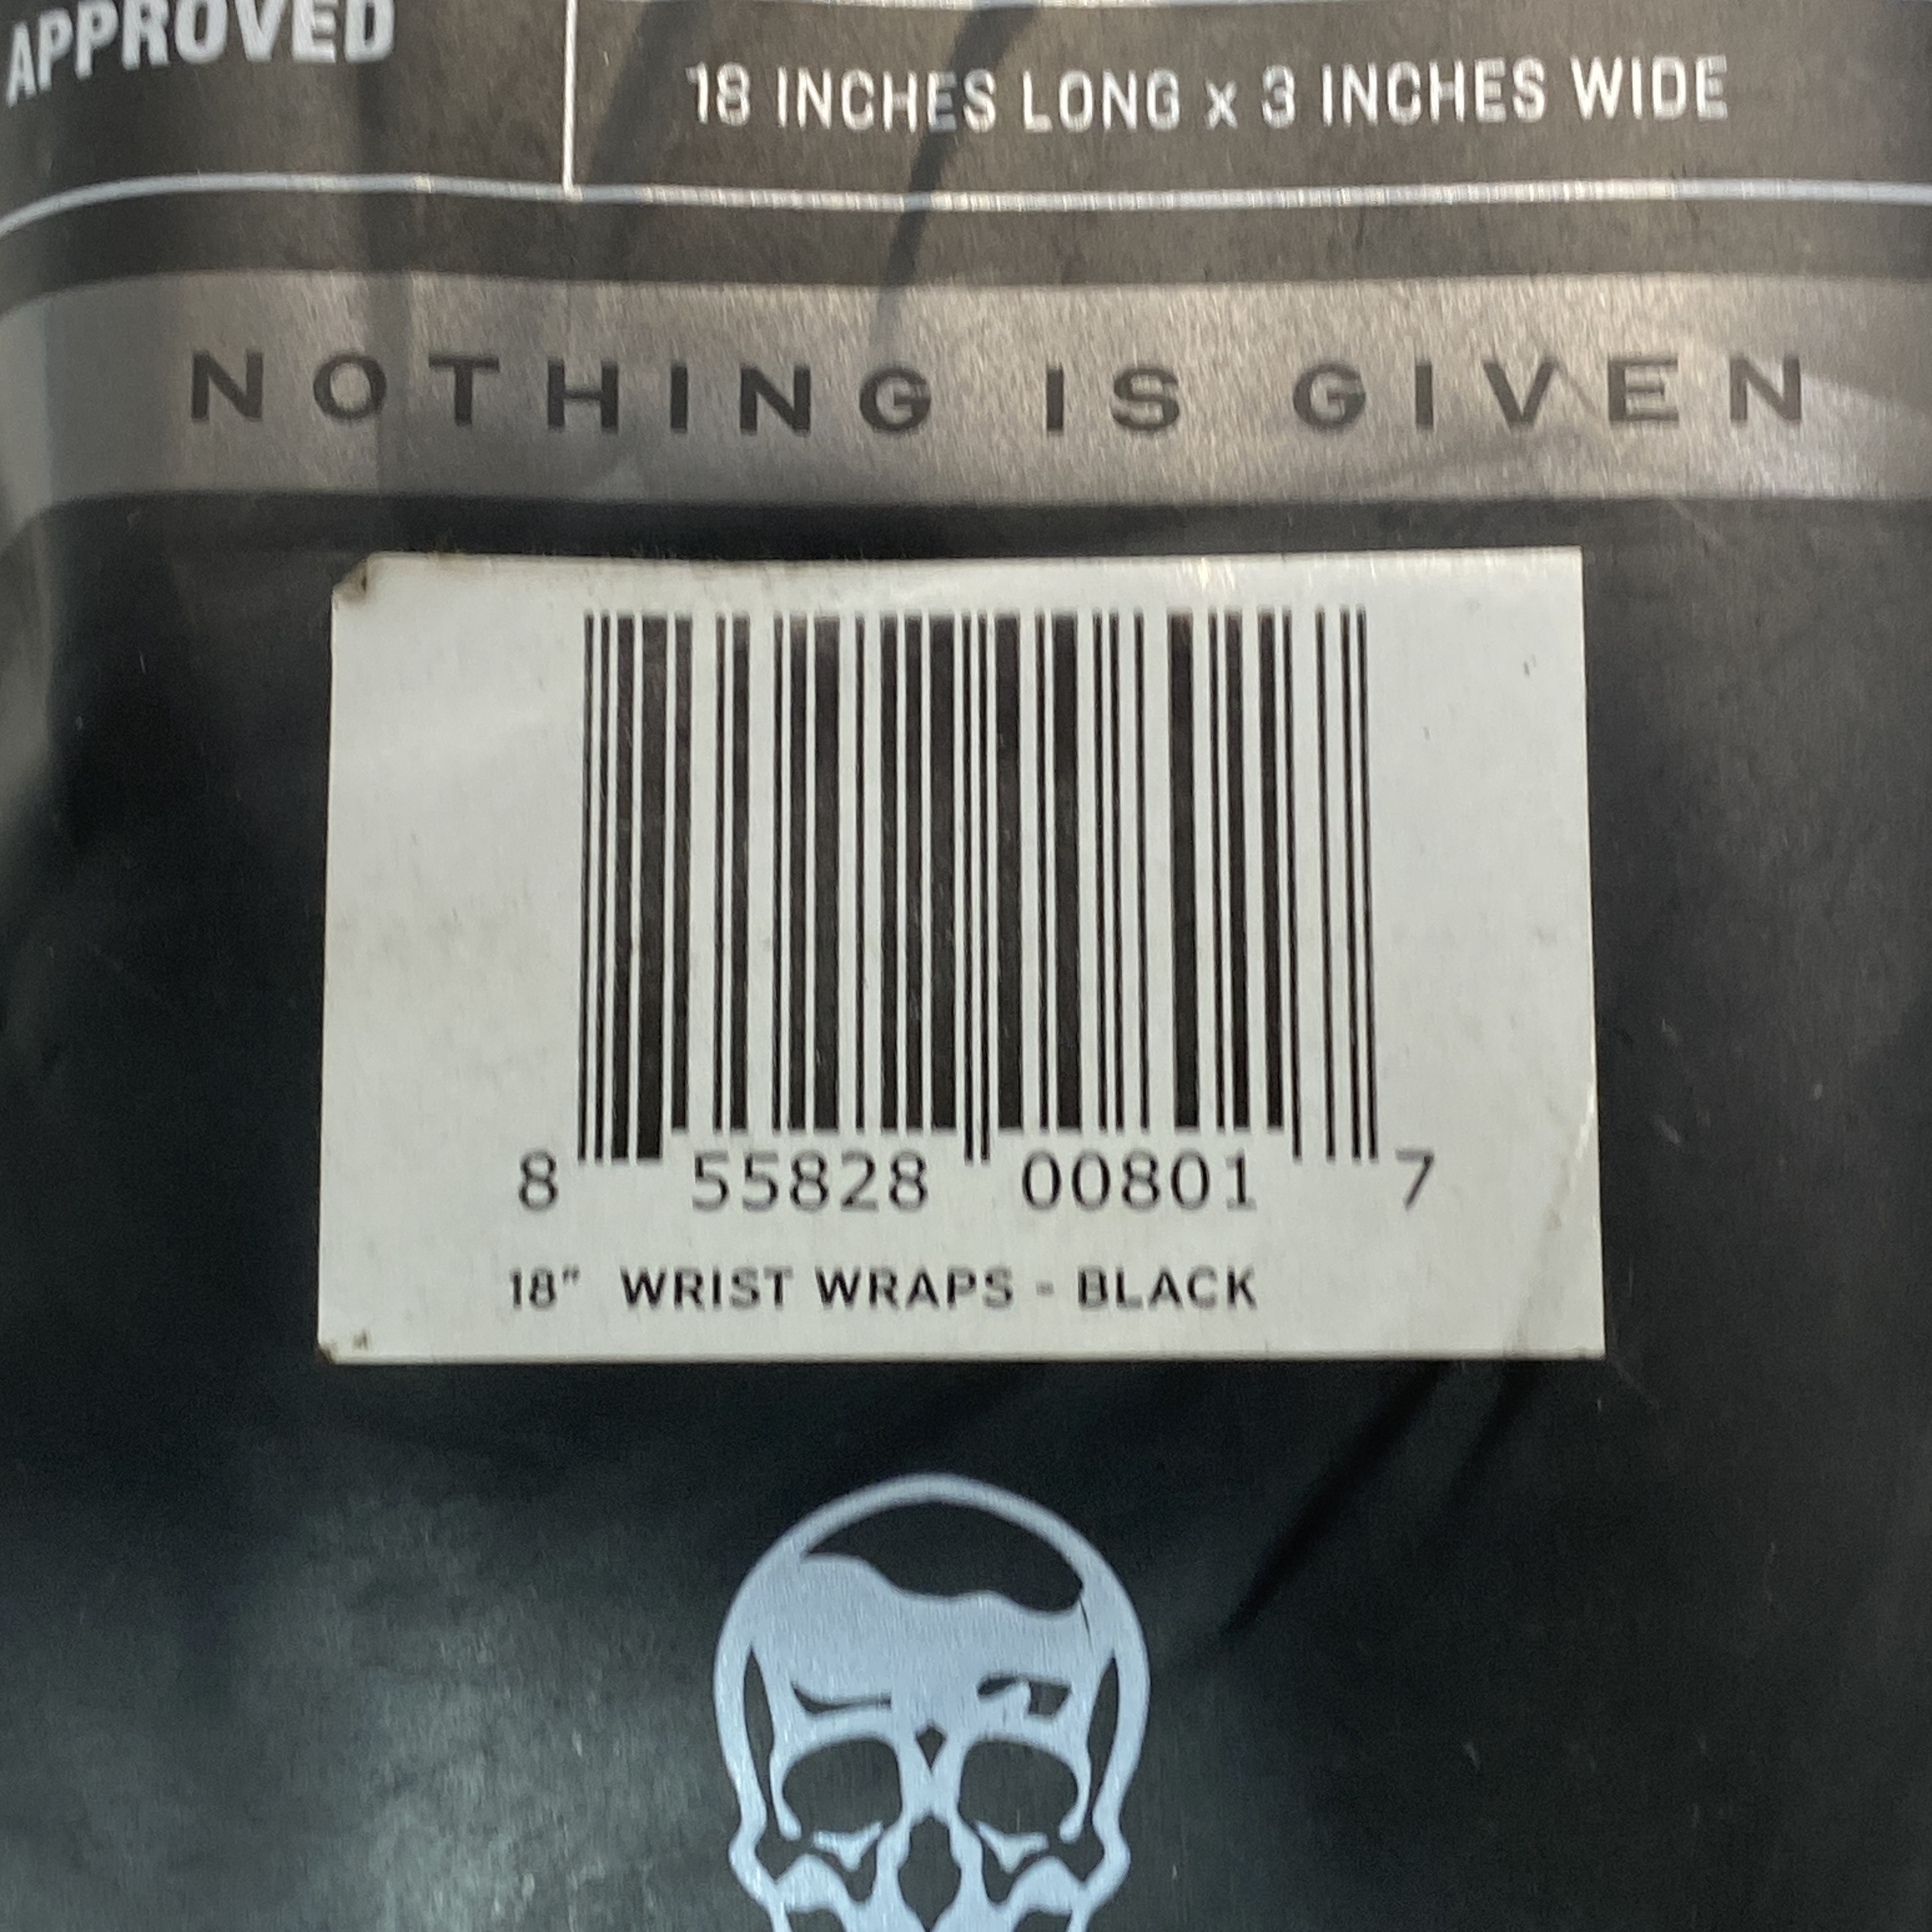 APPROVED
18 INCHES LONG x 3 INCHES WIDE
NOTHING IS GIVEN
8 55828 00801 7
18" WRIST WRAPS - BLACK